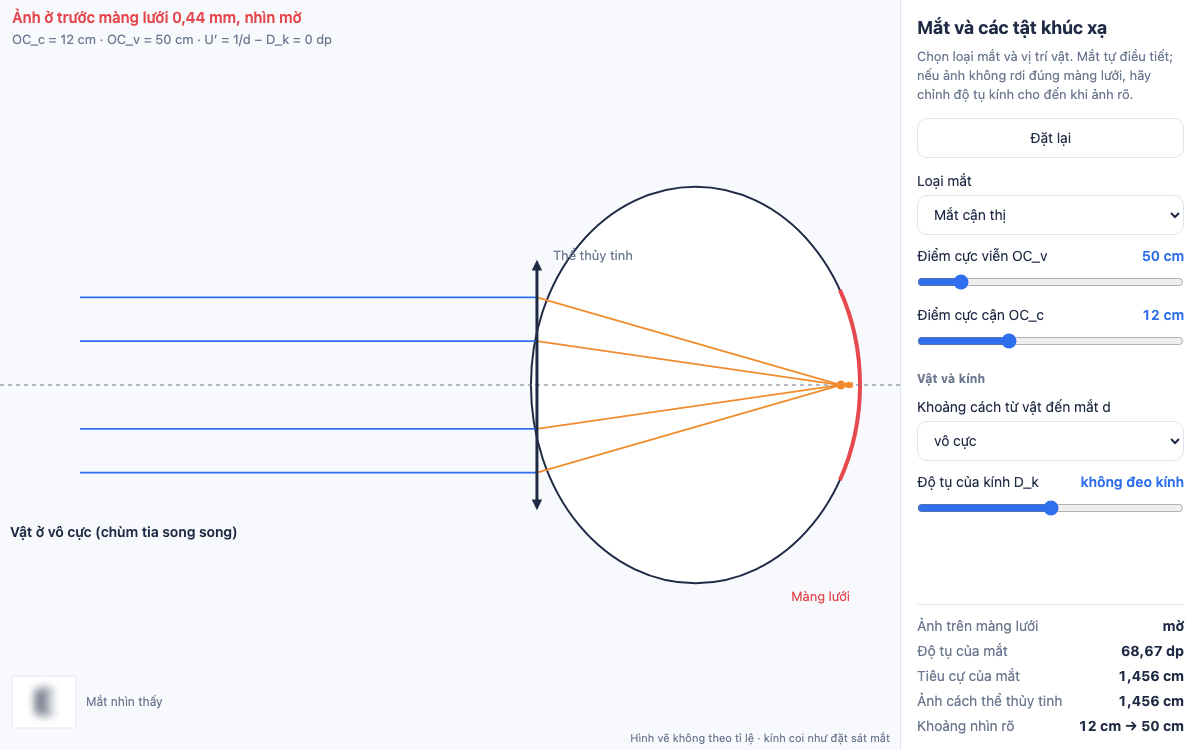 Ảnh ở trước màng lưới 0,44 mm, nhìn mờ
OC_c = 12 cm · OC_v = 50 cm · U′ = 1/d − D_k = 0 dp
Thể thủy tinh
Vật ở vô cực (chùm tia song song)
Màng lưới
E
Mắt nhìn thấy
Hình vẽ không theo tỉ lệ · kính coi như đặt sát mắt
Mắt và các tật khúc xạ
Chọn loại mắt và vị trí vật. Mắt tự điều tiết;
nếu ảnh không rơi đúng màng lưới, hãy
chỉnh độ tụ kính cho đến khi ảnh rõ.
Đặt lại
Loại mắt
Mắt cận thị
Điểm cực viễn OC_v 50 cm
Điểm cực cận OC_c 12 cm
Vật và kính
Khoảng cách từ vật đến mắt d
vô cực
Độ tụ của kính D_k không đeo kính
Ảnh trên màng lưới mờ
Độ tụ của mắt 68,67 dp
Tiêu cự của mắt 1,456 cm
Ảnh cách thể thủy tinh 1,456 cm
Khoảng nhìn rõ 12 cm → 50 cm